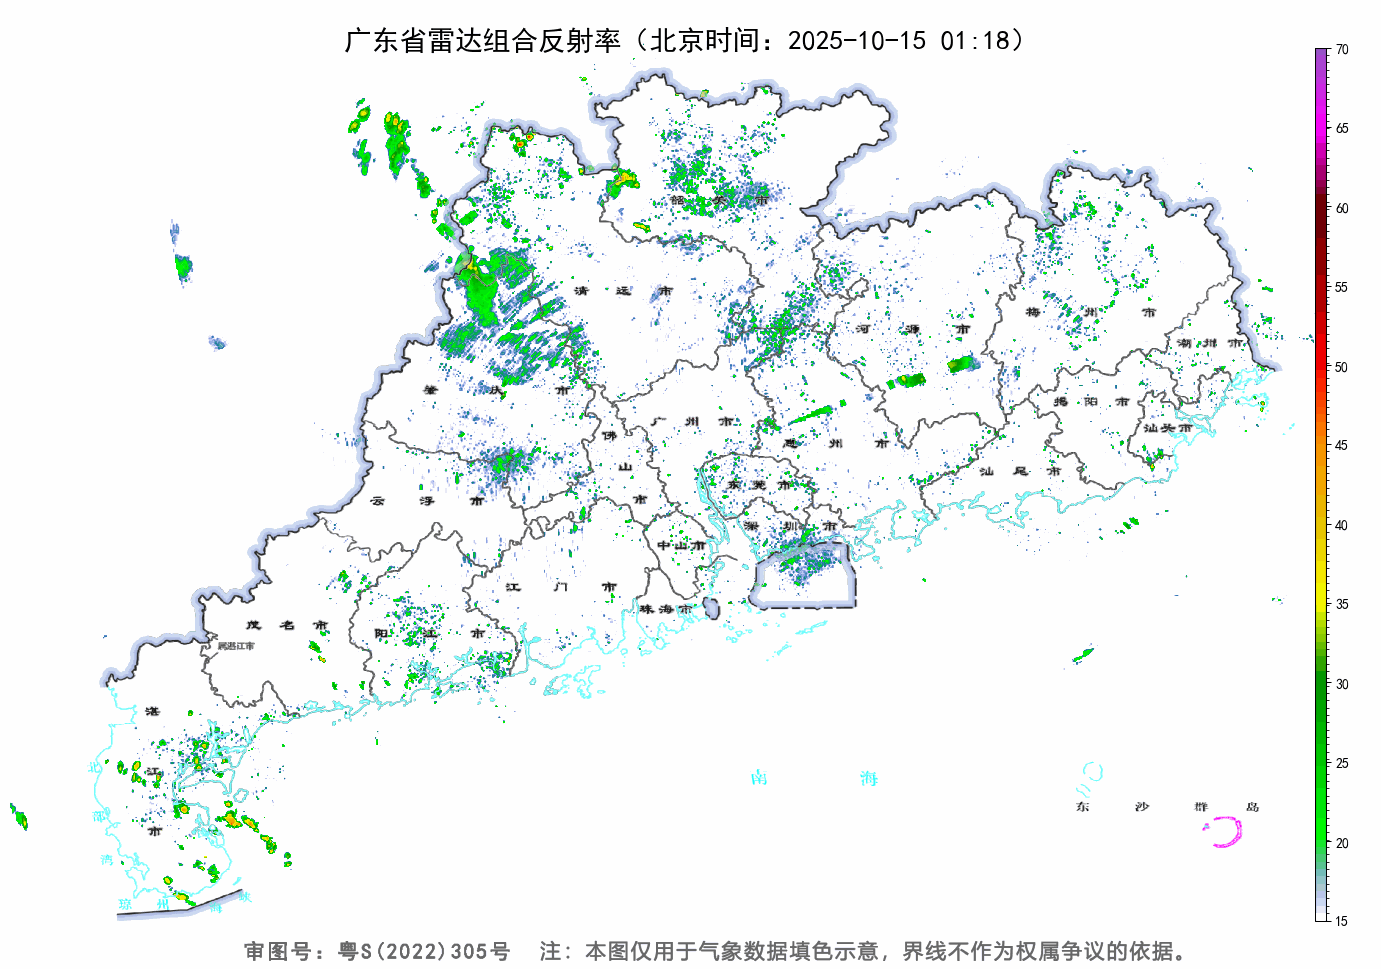 广东省雷达组合反射率（北京时间：2025-10-15 01:18）
70
65
60
55
50
45
40
35
30
25
20
15
韶关市
清远市
河源市
梅州市
潮州市
肇庆市
广州市
惠州市
揭阳市
汕头市
佛山市
云浮市
东莞市
汕尾市
深圳市
中山市
江门市
珠海市
茂名市
阳江市
属湛江市
湛江市
北部湾
琼州海峡
南海
东沙群岛
审图号：粤S(2022)305号 注：本图仅用于气象数据填色示意，界线不作为权属争议的依据。